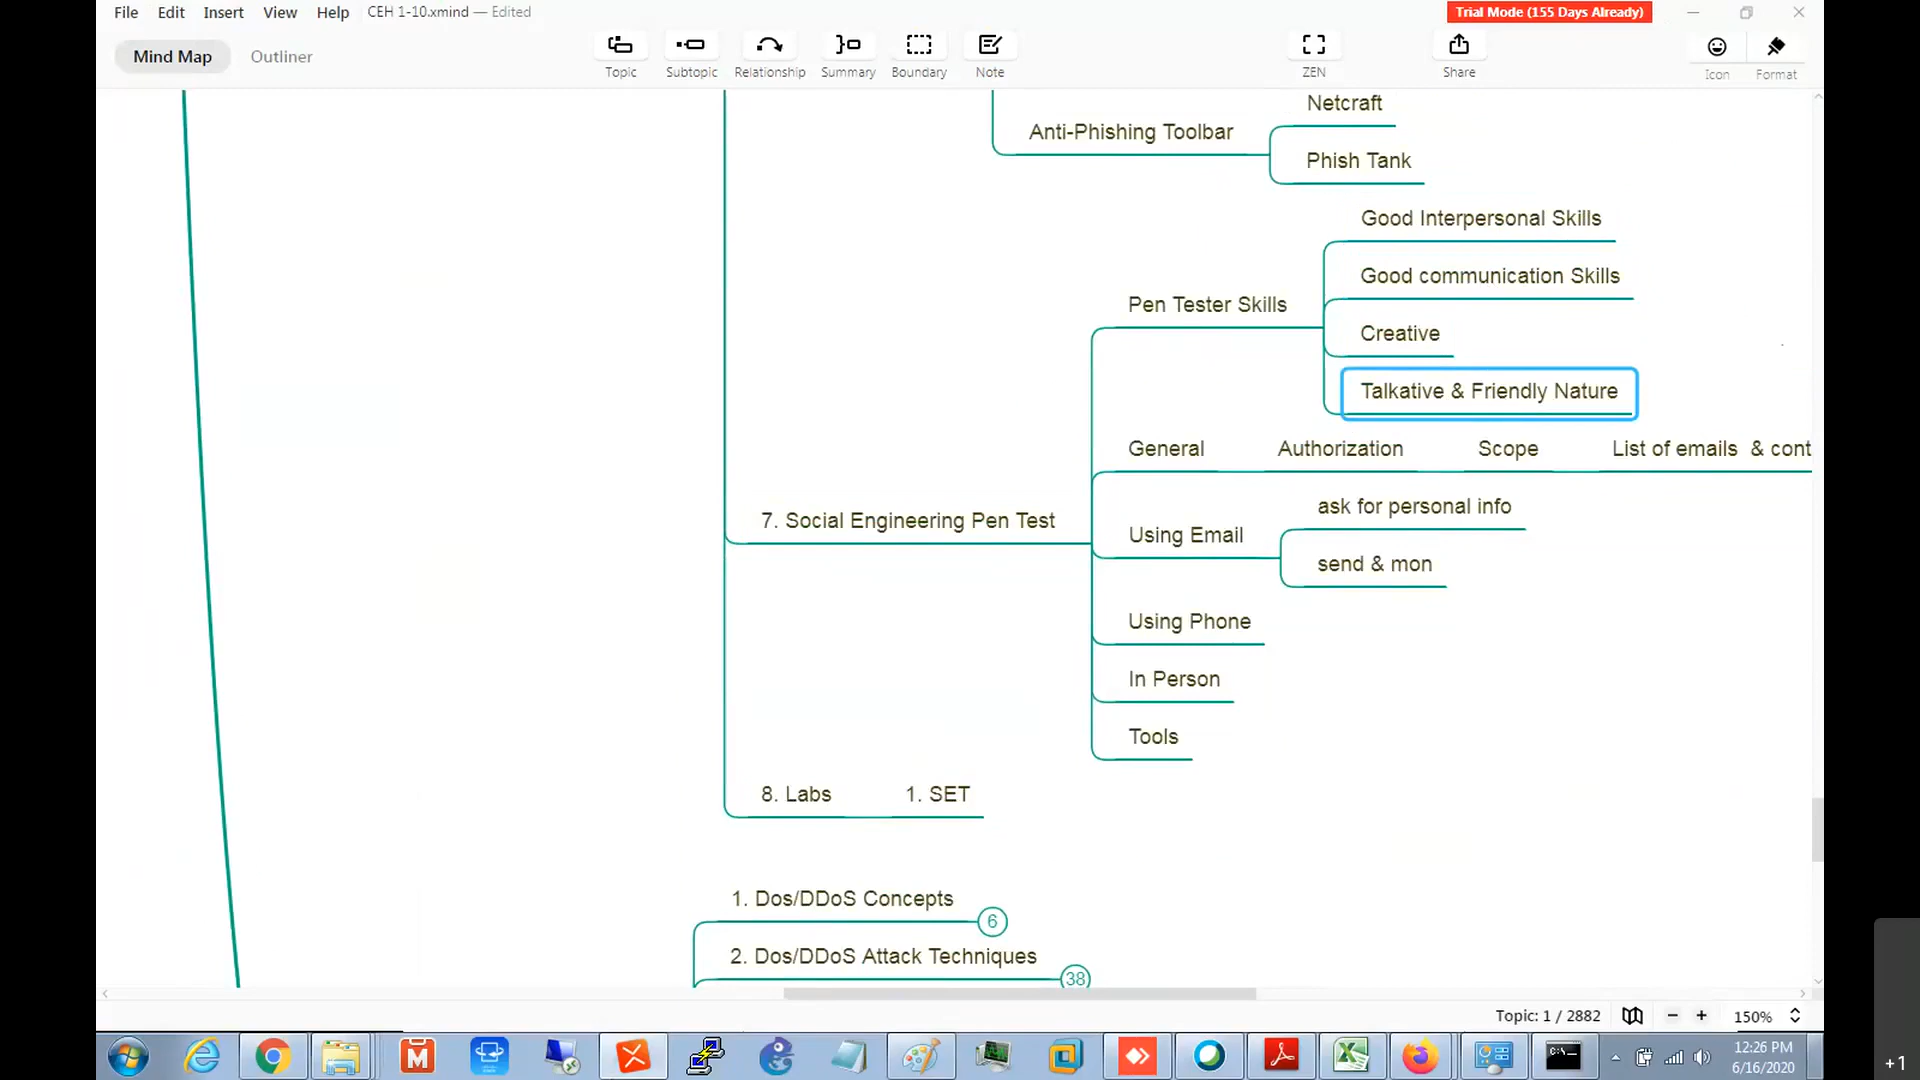 File Edit Insert View Help CEH 1-10.xmind — Edited Trial Mode (155 Days Already)
Mind Map Outliner
Topic Subtopic Relationship Summary Boundary Note ZEN Share Icon Format
Netcraft
Anti-Phishing Toolbar
Phish Tank
Good Interpersonal Skills
Good communication Skills
Pen Tester Skills
Creative
Talkative & Friendly Nature
General Authorization Scope List of emails & cont
ask for personal info
7. Social Engineering Pen Test
Using Email
send & mon
Using Phone
In Person
Tools
8. Labs 1. SET
1. Dos/DDoS Concepts 6
2. Dos/DDoS Attack Techniques 38
Topic: 1 / 2882 150%
12:26 PM
6/16/2020
+1